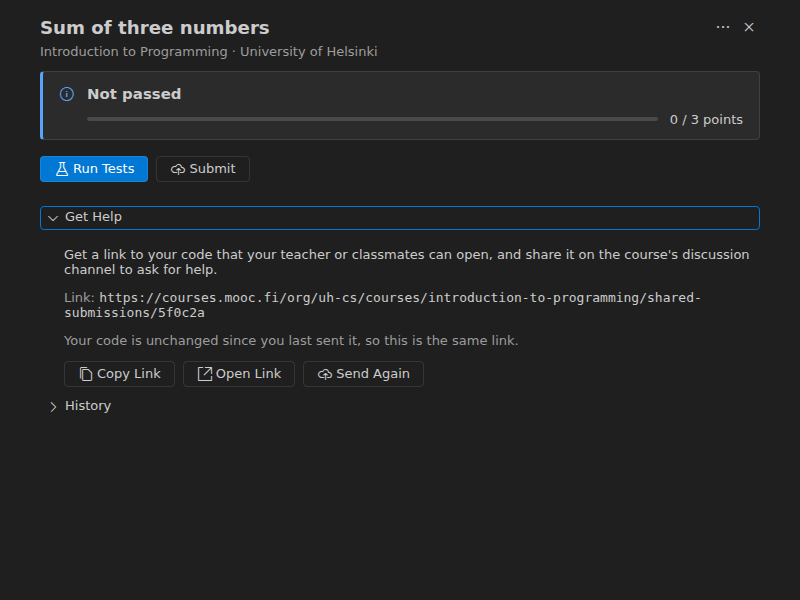 Sum of three numbers
Introduction to Programming · University of Helsinki
Not passed
0 / 3 points
Run Tests
Submit
Get Help
Get a link to your code that your teacher or classmates can open, and share it on the course's discussion
channel to ask for help.
Link: https://courses.mooc.fi/org/uh-cs/courses/introduction-to-programming/shared-
submissions/5f0c2a
Your code is unchanged since you last sent it, so this is the same link.
Copy Link
Open Link
Send Again
History